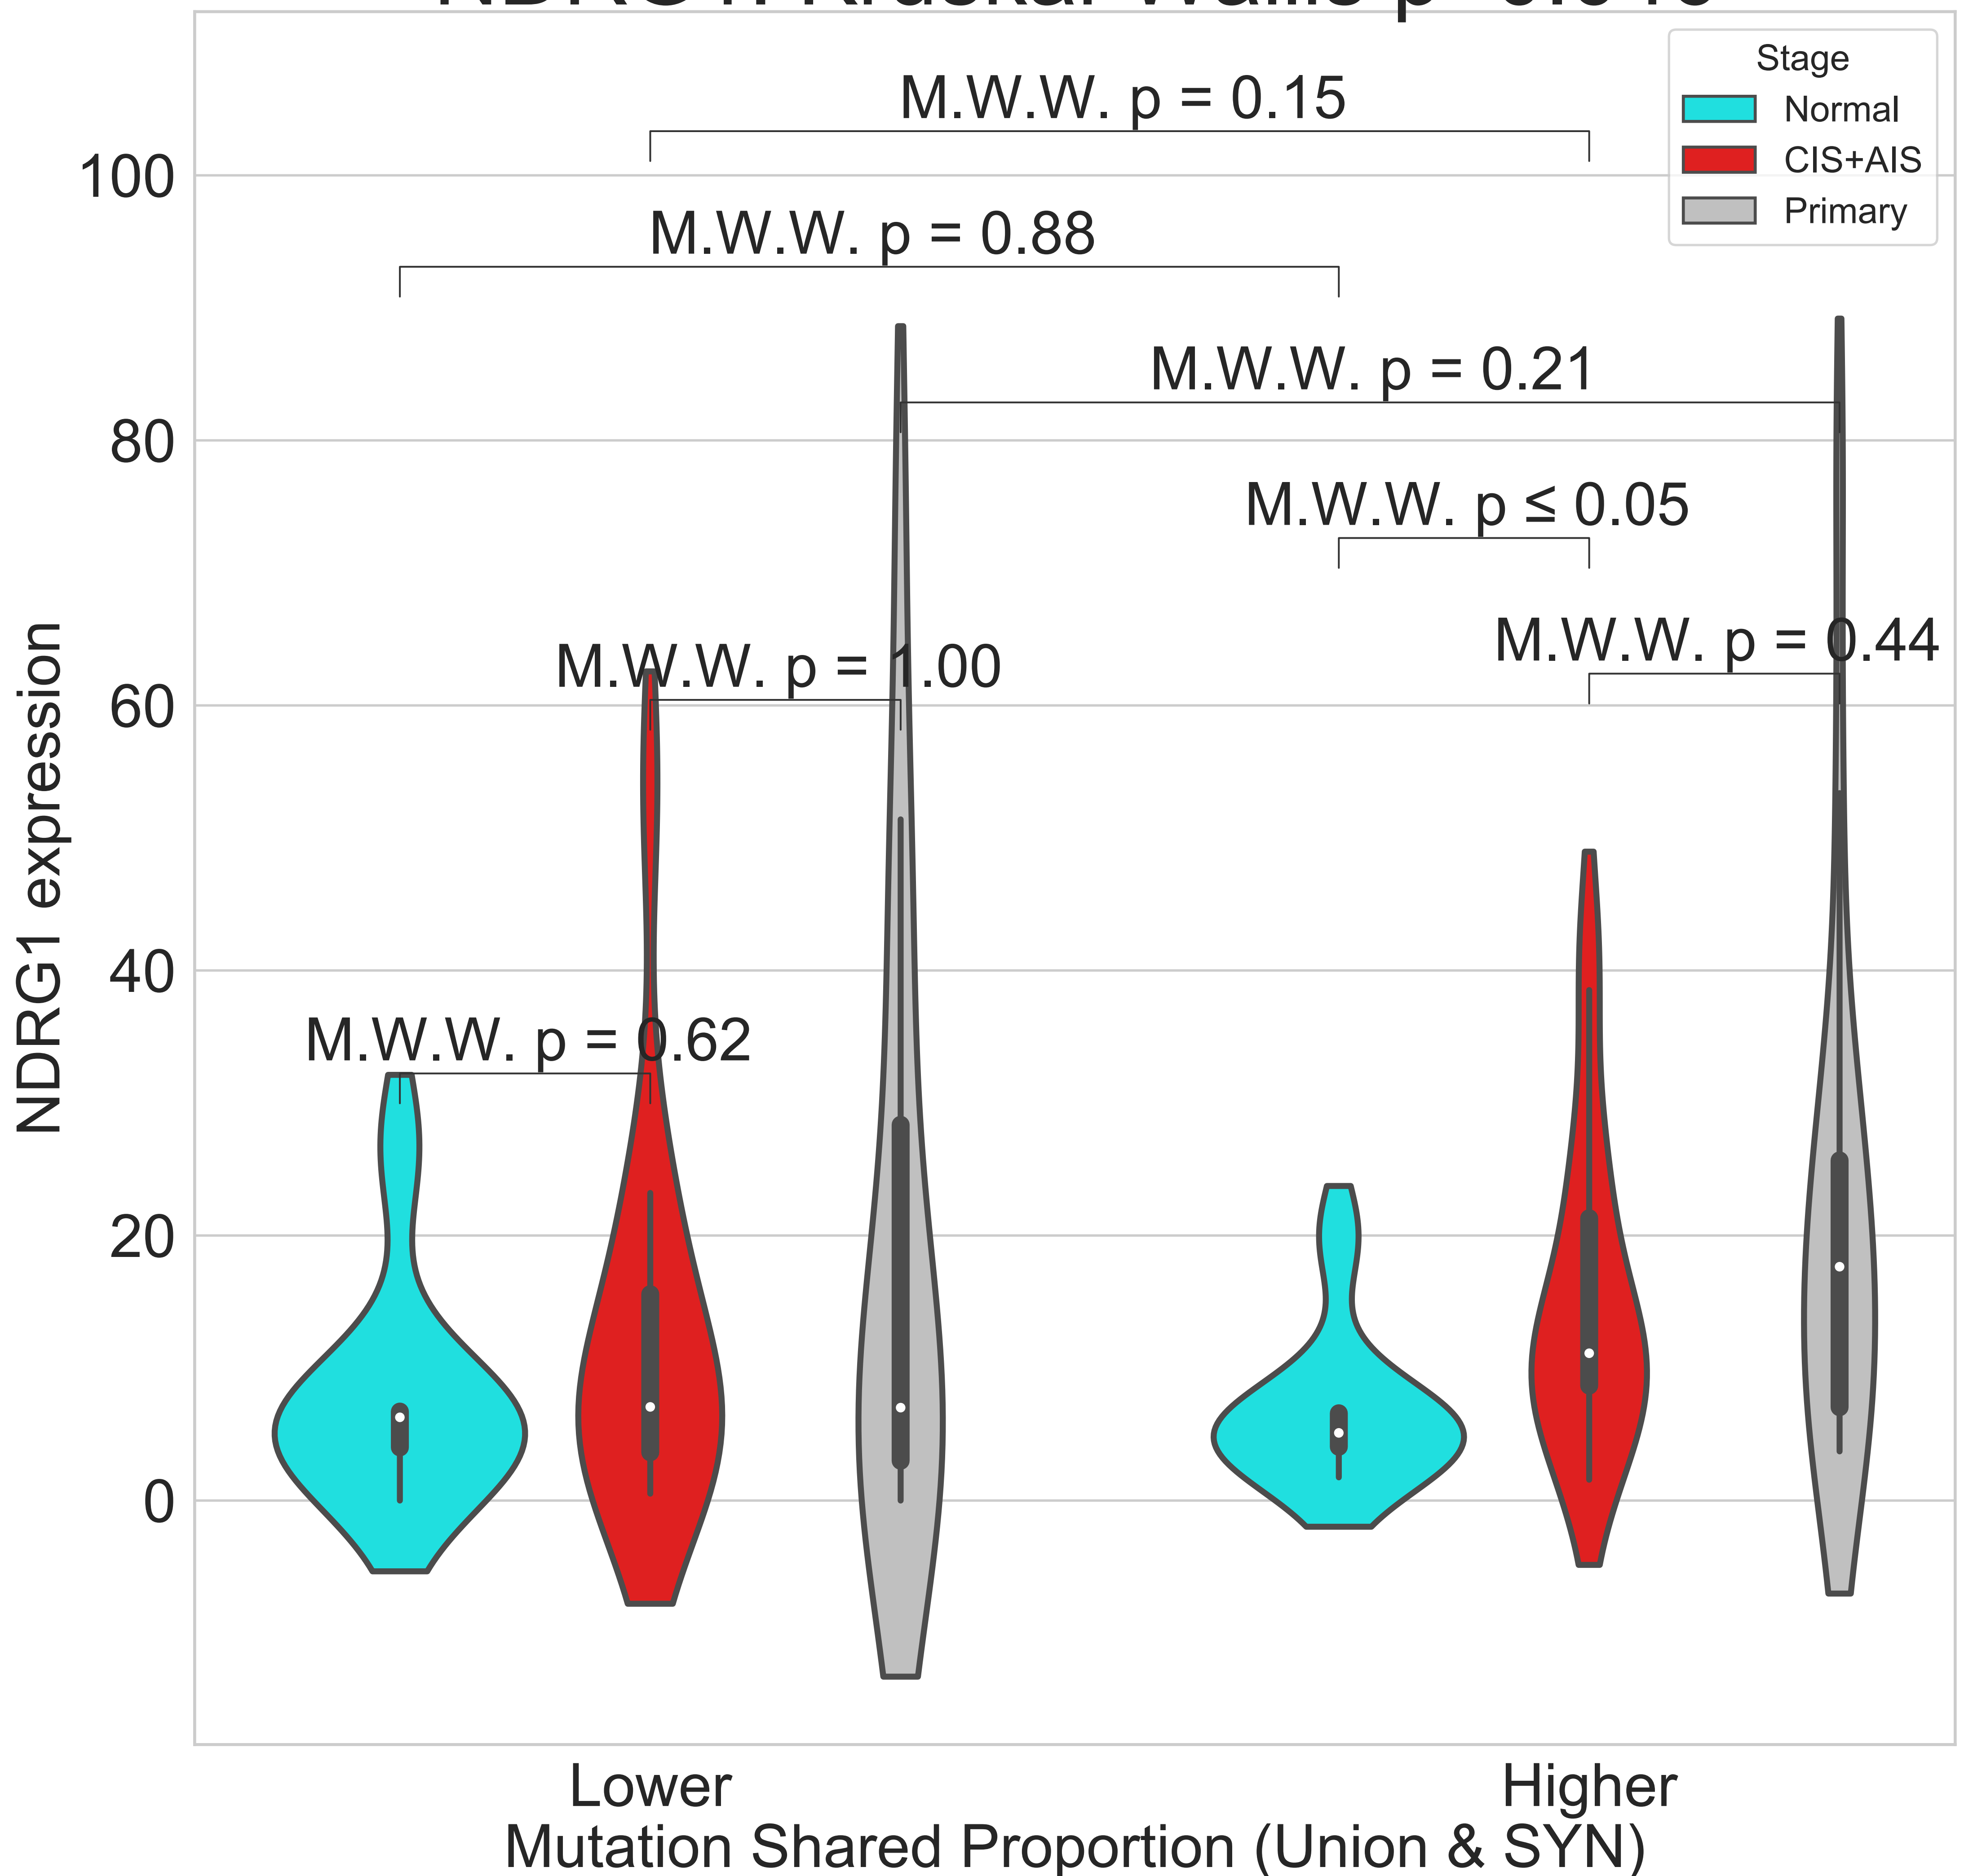 Stage
Normal
CIS+AIS
Primary
M.W.W. p = 0.15
M.W.W. p = 0.88
M.W.W. p = 0.21
M.W.W. p ≤ 0.05
M.W.W. p = 0.44
M.W.W. p = 1.00
M.W.W. p = 0.62
100
80
60
40
20
0
NDRG1 expression
Lower
Higher
Mutation Shared Proportion (Union & SYN)